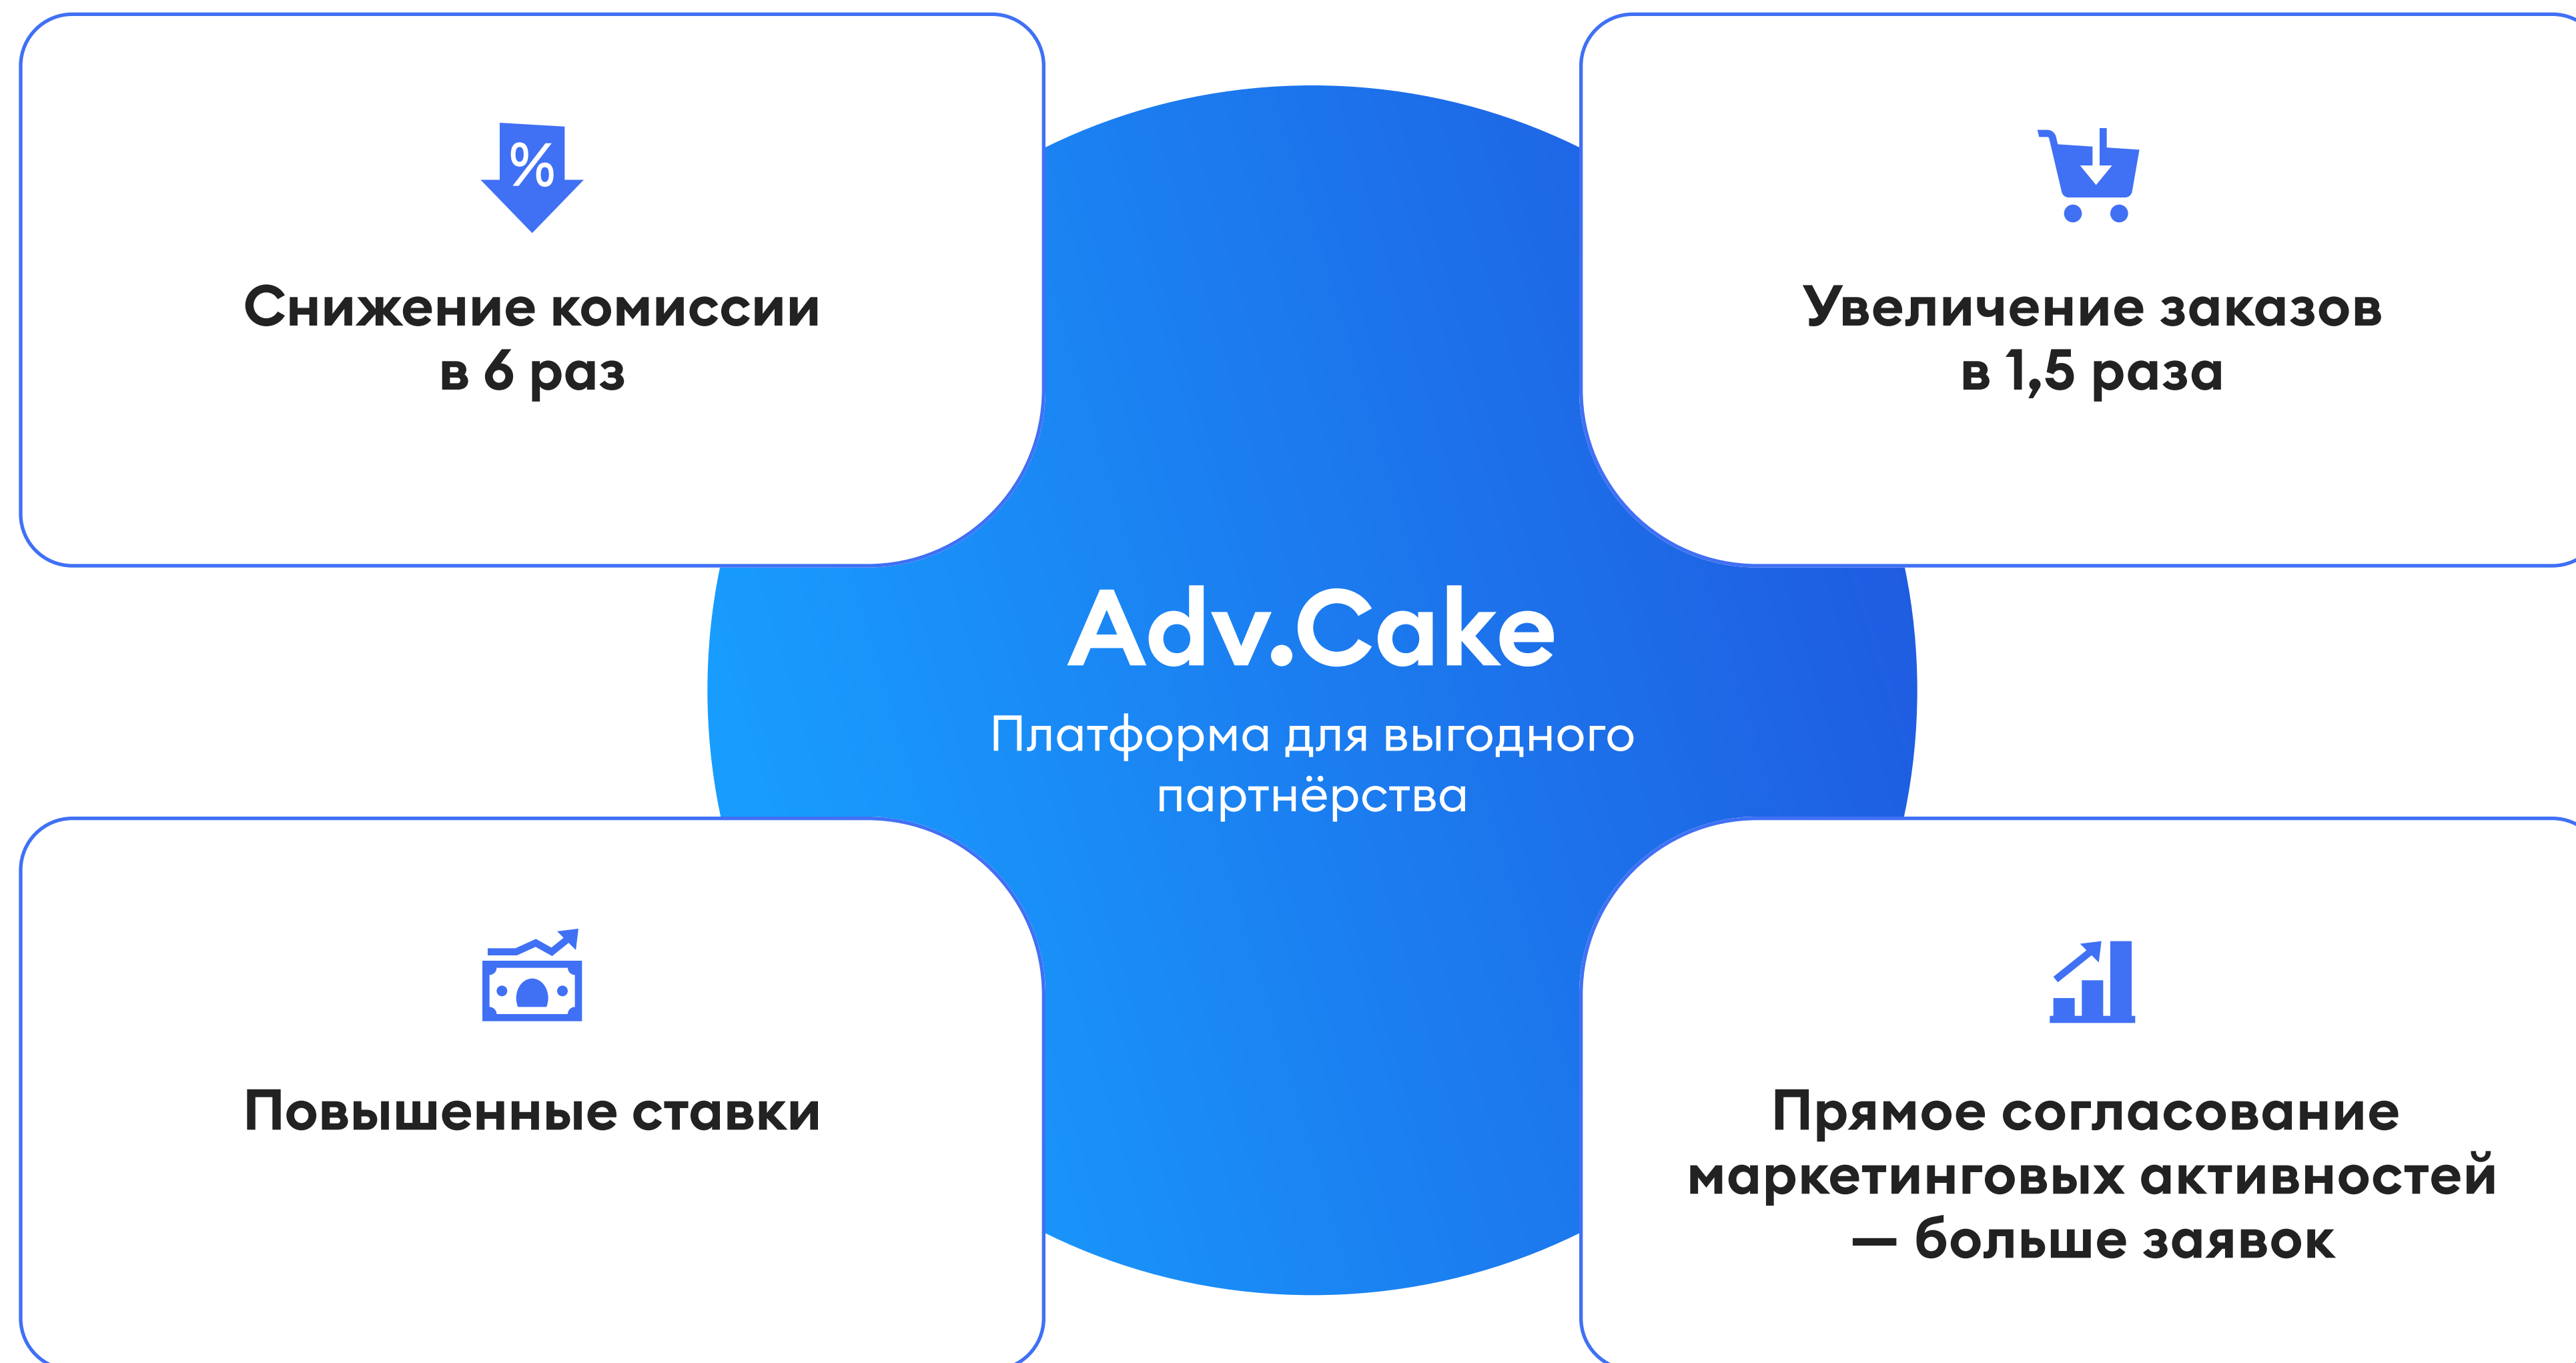 %
Снижение комиссии
в 6 раз
Увеличение заказов
в 1,5 раза
Adv.Cake
Платформа для выгодного
партнёрства
Повышенные ставки
Прямое согласование
маркетинговых активностей
— больше заявок